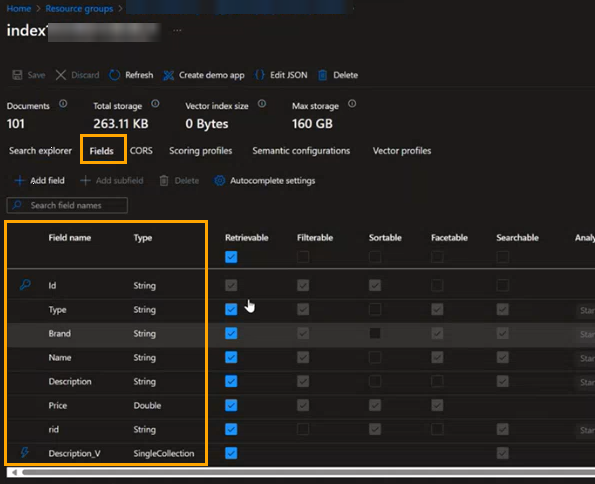 Home > Resource groups >
index
Save Discard Refresh Create demo app Edit JSON Delete
Documents Total storage Vector index size Max storage
101 263.11 KB 0 Bytes 160 GB
Search explorer Fields CORS Scoring profiles Semantic configurations Vector profiles
Add field Add subfield Delete Autocomplete settings
Search field names
Field name Type Retrievable Filterable Sortable Facetable Searchable Analy
Id String
Type String Stan
Brand String Stan
Name String Stan
Description String Stan
Price Double
rid String Stan
Description_V SingleCollection